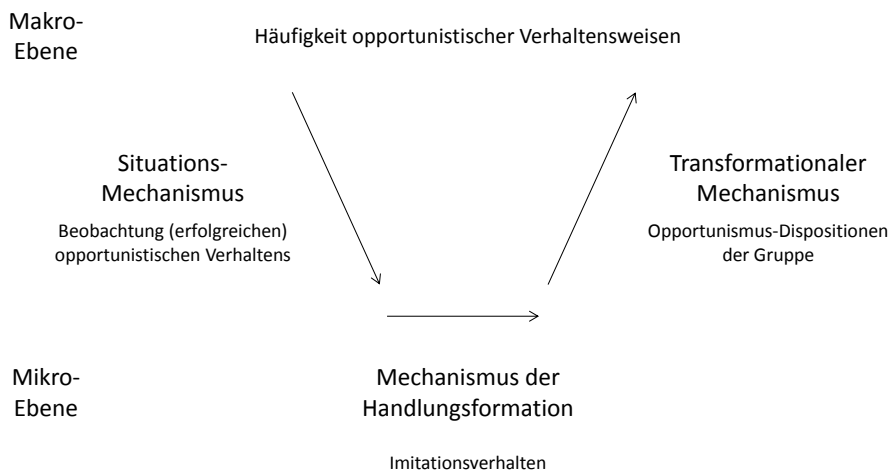 Makro-
Ebene
Häufigkeit opportunistischer Verhaltensweisen
Situations-
Mechanismus
Beobachtung (erfolgreichen)
opportunistischen Verhaltens
Transformationaler
Mechanismus
Opportunismus-Dispositionen
der Gruppe
Mikro-
Ebene
Mechanismus der
Handlungsformation
Imitationsverhalten